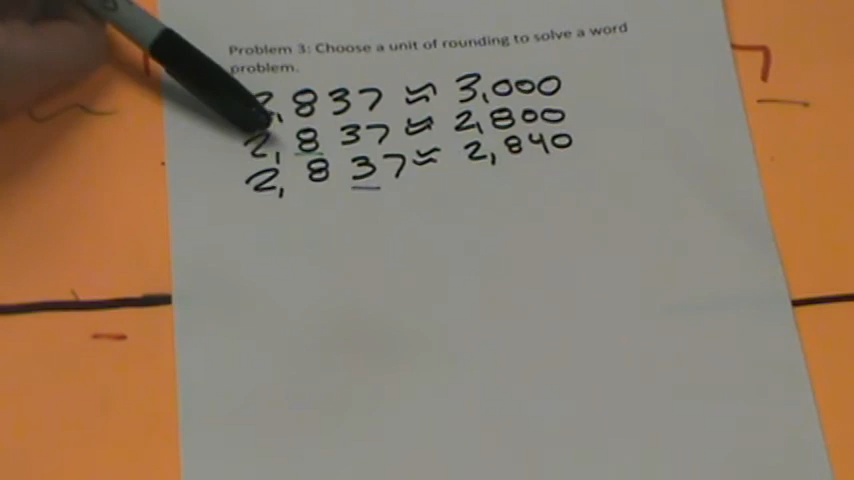 Problem 3: Choose a unit of rounding to solve a word
problem.
2,837 ≈ 3,000
2,837 ≈ 2,800
2,837 ≈ 2,840